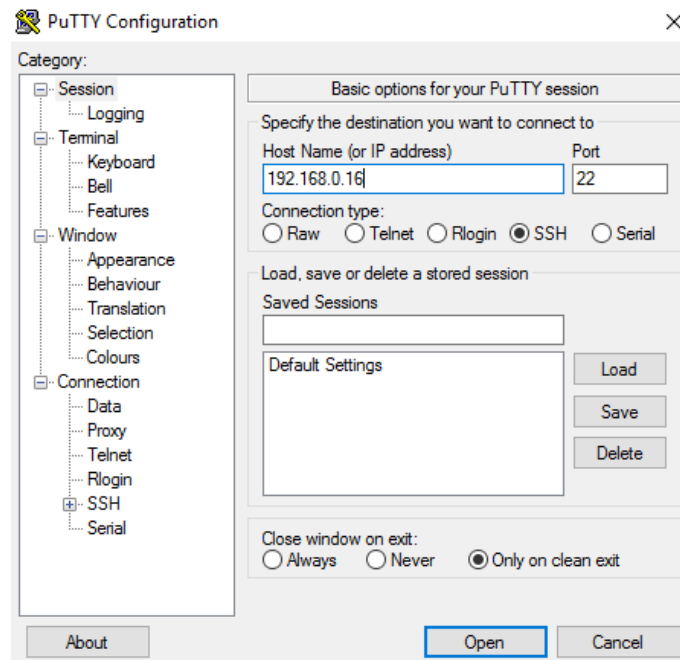 PuTTY Configuration
Category:
Session
Logging
Terminal
Keyboard
Bell
Features
Window
Appearance
Behaviour
Translation
Selection
Colours
Connection
Data
Proxy
Telnet
Rlogin
SSH
Serial
Basic options for your PuTTY session
Specify the destination you want to connect to
Host Name (or IP address) Port
192.168.0.16 22
Connection type:
Raw Telnet Rlogin SSH Serial
Load, save or delete a stored session
Saved Sessions
Default Settings
Load
Save
Delete
Close window on exit:
Always Never Only on clean exit
About Open Cancel